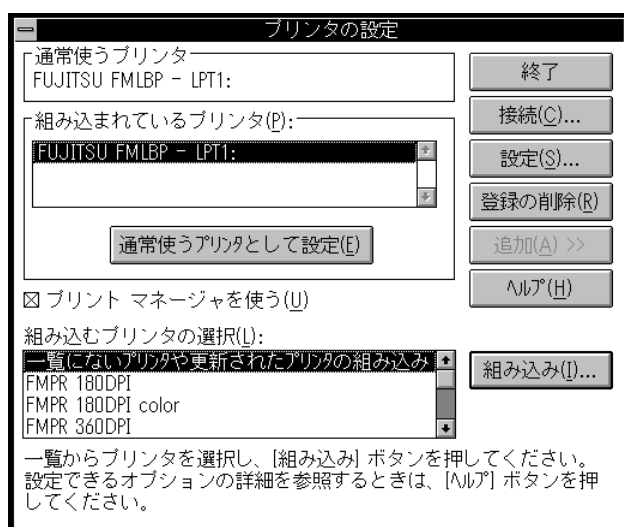 プリンタの設定
通常使うプリンタ
FUJITSU FMLBP - LPT1:
終了
組み込まれているプリンタ(P):
FUJITSU FMLBP - LPT1:
接続(C)...
設定(S)...
登録の削除(R)
通常使うﾌﾟﾘﾝﾀとして設定(E)
追加(A) >>
ﾍﾙﾌﾟ(H)
プリント マネージャを使う(U)
組み込むプリンタの選択(L):
一覧にないﾌﾟﾘﾝﾀや更新されたﾌﾟﾘﾝﾀの組み込み
FMPR 180DPI
FMPR 180DPI color
FMPR 360DPI
組み込み(I)...
一覧からプリンタを選択し、[組み込み] ボタンを押してください。
設定できるオプションの詳細を参照するときは、[ﾍﾙﾌﾟ] ボタンを押
してください。